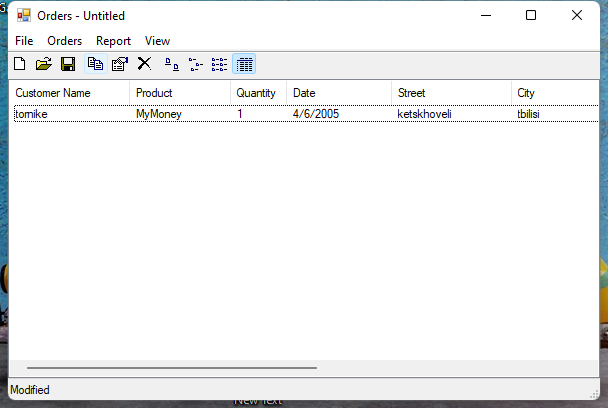 Orders - Untitled
File Orders Report View
Customer Name Product Quantity Date Street City
tornike MyMoney 1 4/6/2005 ketskhoveli tbilisi
Modified
New Text